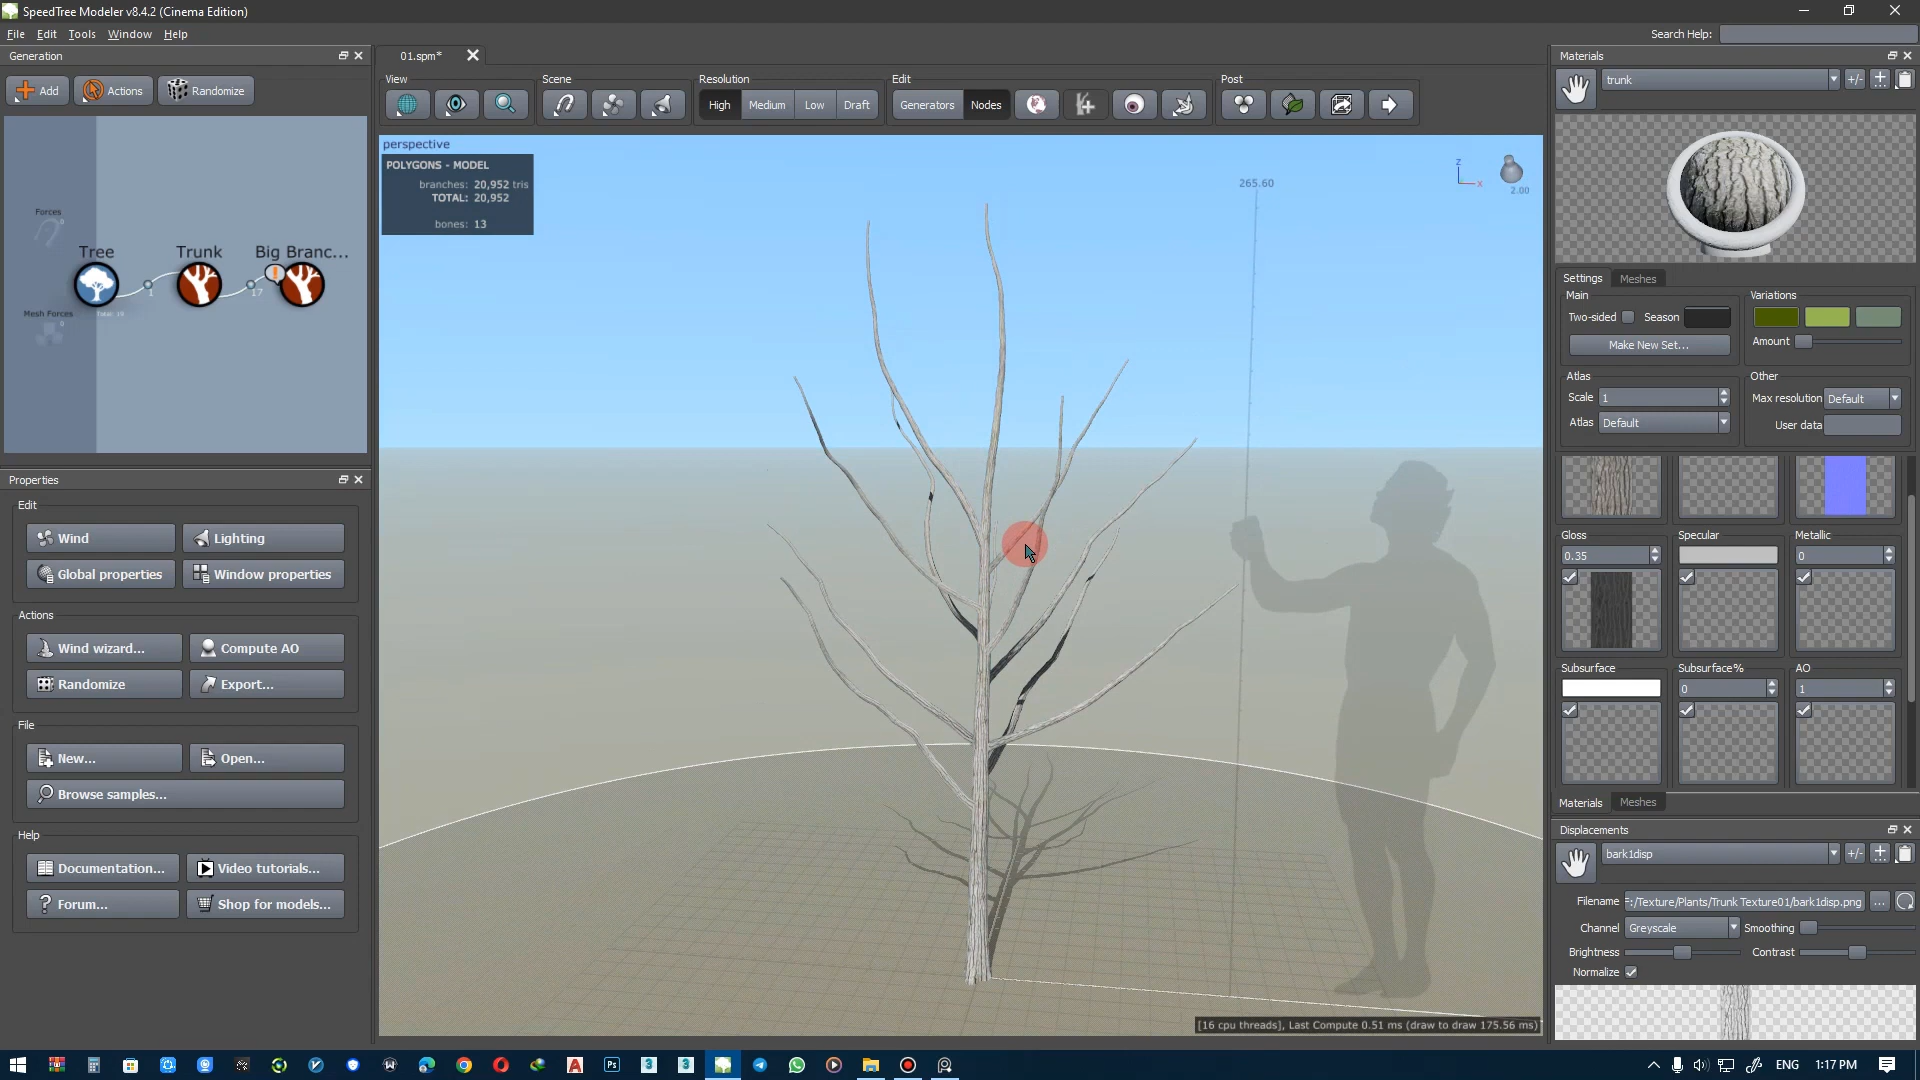 SpeedTree Modeler v8.4.2 (Cinema Edition)
File Edit Tools Window Help
Search Help:
Generation
Add Actions Randomize
Forces
0
Mesh Forces
0
Tree
Trunk
Big Branc...
1
17
01.spm*
View
Scene
Resolution
High Medium Low Draft
Edit
Generators Nodes
Post
perspective
POLYGONS - MODEL
branches: 20,952 tris
TOTAL: 20,952
bones: 13
265.60
z
x
2.00
[16 cpu threads], Last Compute 0.51 ms (draw to draw 175.56 ms)
Properties
Edit
Wind
Lighting
Global properties
Window properties
Actions
Wind wizard...
Compute AO
Randomize
Export...
File
New...
Open...
Browse samples...
Help
Documentation...
Video tutorials...
Forum...
Shop for models...
Materials
trunk
+/-
Settings Meshes
Main
Two-sided Season
Make New Set...
Variations
Amount
Atlas
Scale 1
Atlas Default
Other
Max resolution Default
User data
Gloss
0.35
Specular
Metallic
0
Subsurface
Subsurface%
0
AO
1
Materials Meshes
Displacements
bark1disp
+/-
Filename F:/Texture/Plants/Trunk Texture01/bark1disp.png ...
Channel Greyscale Smoothing
Brightness Contrast
Normalize
ENG 1:17 PM